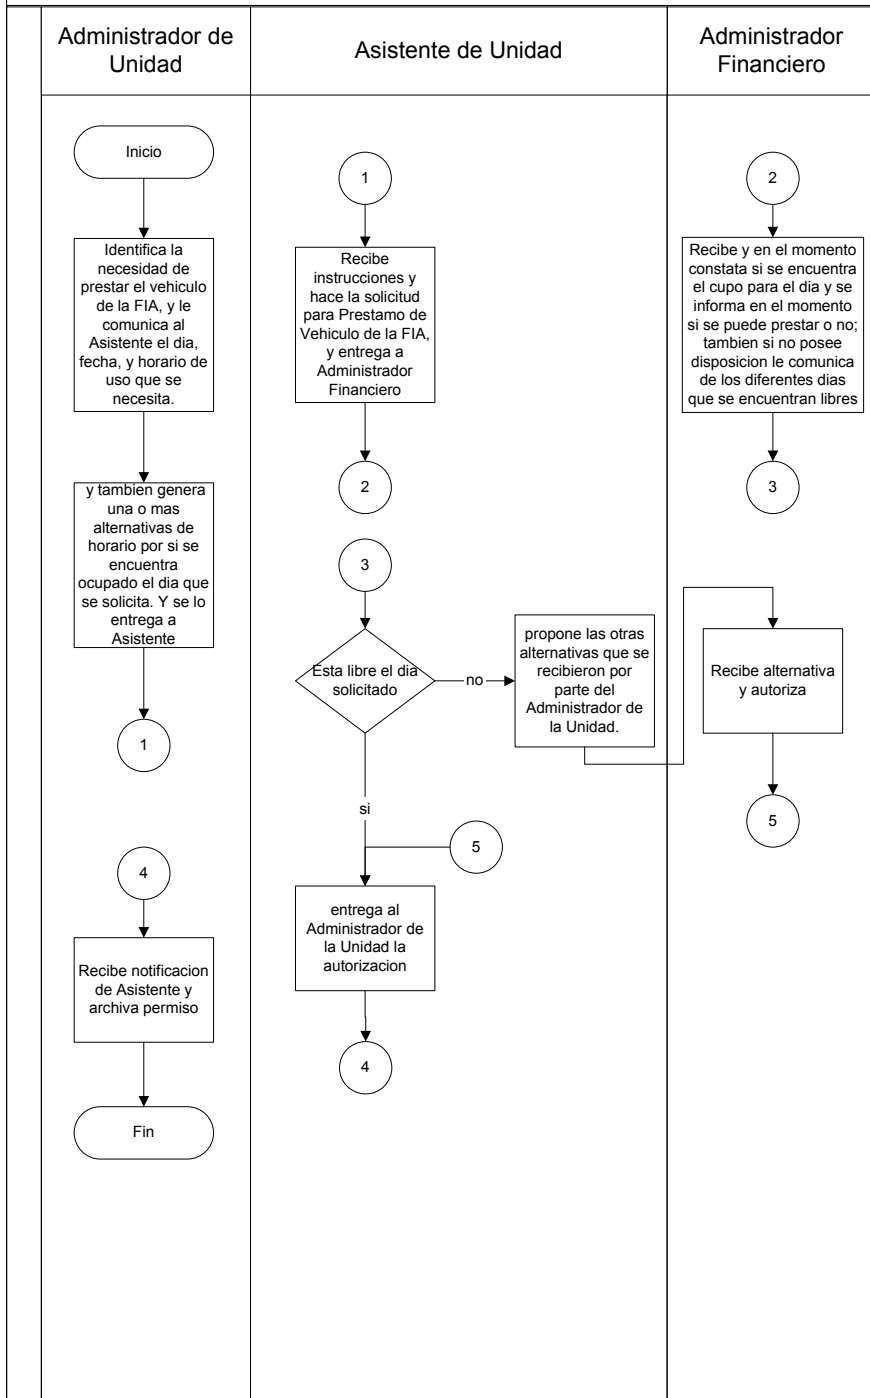 Administrador de
Unidad
Asistente de Unidad
Administrador
Financiero
Inicio
Identifica la
necesidad de
prestar el vehiculo
de la FIA, y le
comunica al
Asistente el dia,
fecha, y horario de
uso que se
necesita.
y tambien genera
una o mas
alternativas de
horario por si se
encuentra
ocupado el dia que
se solicita. Y se lo
entrega a
Asistente
1
4
Recibe notificacion
de Asistente y
archiva permiso
Fin
1
Recibe
instrucciones y
hace la solicitud
para Prestamo de
Vehiculo de la FIA,
y entrega a
Administrador
Financiero
2
3
Esta libre el dia
solicitado
no
propone las otras
alternativas que se
recibieron por
parte del
Administrador de
la Unidad.
si
5
entrega al
Administrador de
la Unidad la
autorizacion
4
2
Recibe y en el momento
constata si se encuentra
el cupo para el dia y se
informa en el momento
si se puede prestar o no;
tambien si no posee
disposicion le comunica
de los diferentes dias
que se encuentran libres
3
Recibe alternativa
y autoriza
5